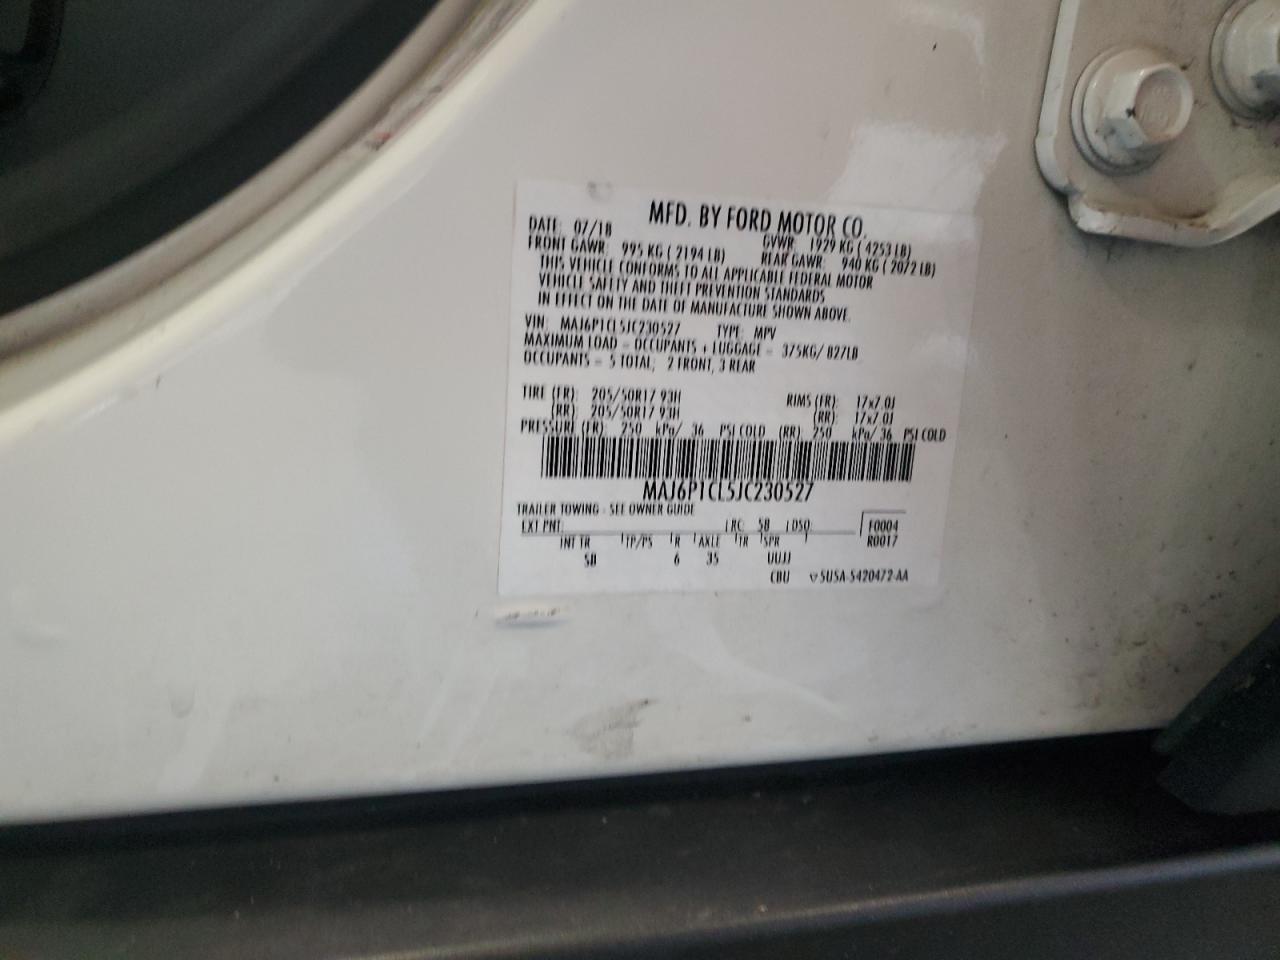 MFD. BY FORD MOTOR CO.
DATE: 07/18 GVWR: 1929 KG ( 4253 LB)
FRONT GAWR: 995 KG ( 2194 LB) REAR GAWR: 940 KG ( 2072 LB)
THIS VEHICLE CONFORMS TO ALL APPLICABLE FEDERAL MOTOR
VEHICLE SAFETY AND THEFT PREVENTION STANDARDS
IN EFFECT ON THE DATE OF MANUFACTURE SHOWN ABOVE.
VIN: MAJ6P1CL5JC230527 TYPE: MPV
MAXIMUM LOAD - OCCUPANTS + LUGGAGE - 375KG/ 827LB
OCCUPANTS - 5 TOTAL, 2 FRONT, 3 REAR
TIRE (FR): 205/50R17 93H RIMS (FR): 17x7.0J
(RR): 205/50R17 93H (RR): 17x7.0J
PRESSURE (FR): 250 kPa/ 36 PSI COLD (RR): 250 kPa/ 36 PSI COLD
MAJ6P1CL5JC230527
TRAILER TOWING - SEE OWNER GUIDE
EXT PNT: RC: 5B DSO: F0004
INT TR TP/PS R AXLE TR SPR R0017
5B 6 35 UUJJ
CBU 5U5A-5420472-AA